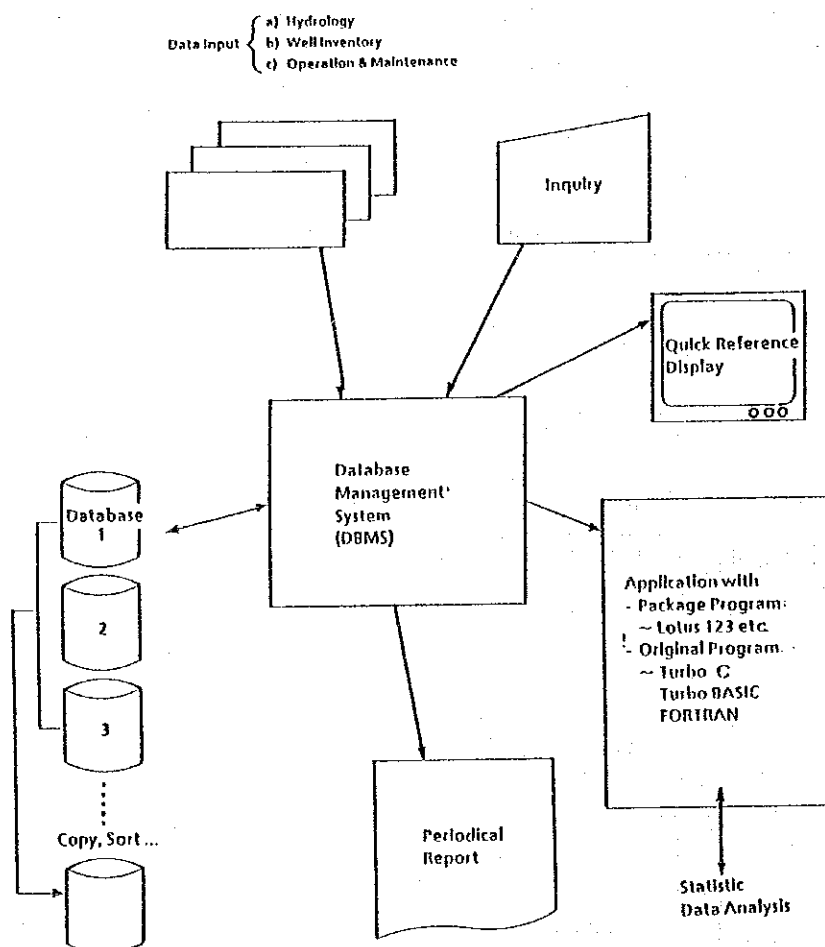 a) Hydrology
Data Input { b) Well Inventory
c) Operation & Maintenance
Inquiry
Quick Reference
Display
Database
Management
System
(DBMS)
Database
1
2
3
Copy, Sort ...
Application with
- Package Program
~ Lotus 123 etc.
- Original Program
~ Turbo C
Turbo BASIC
FORTRAN
Periodical
Report
Statistic
Data Analysis